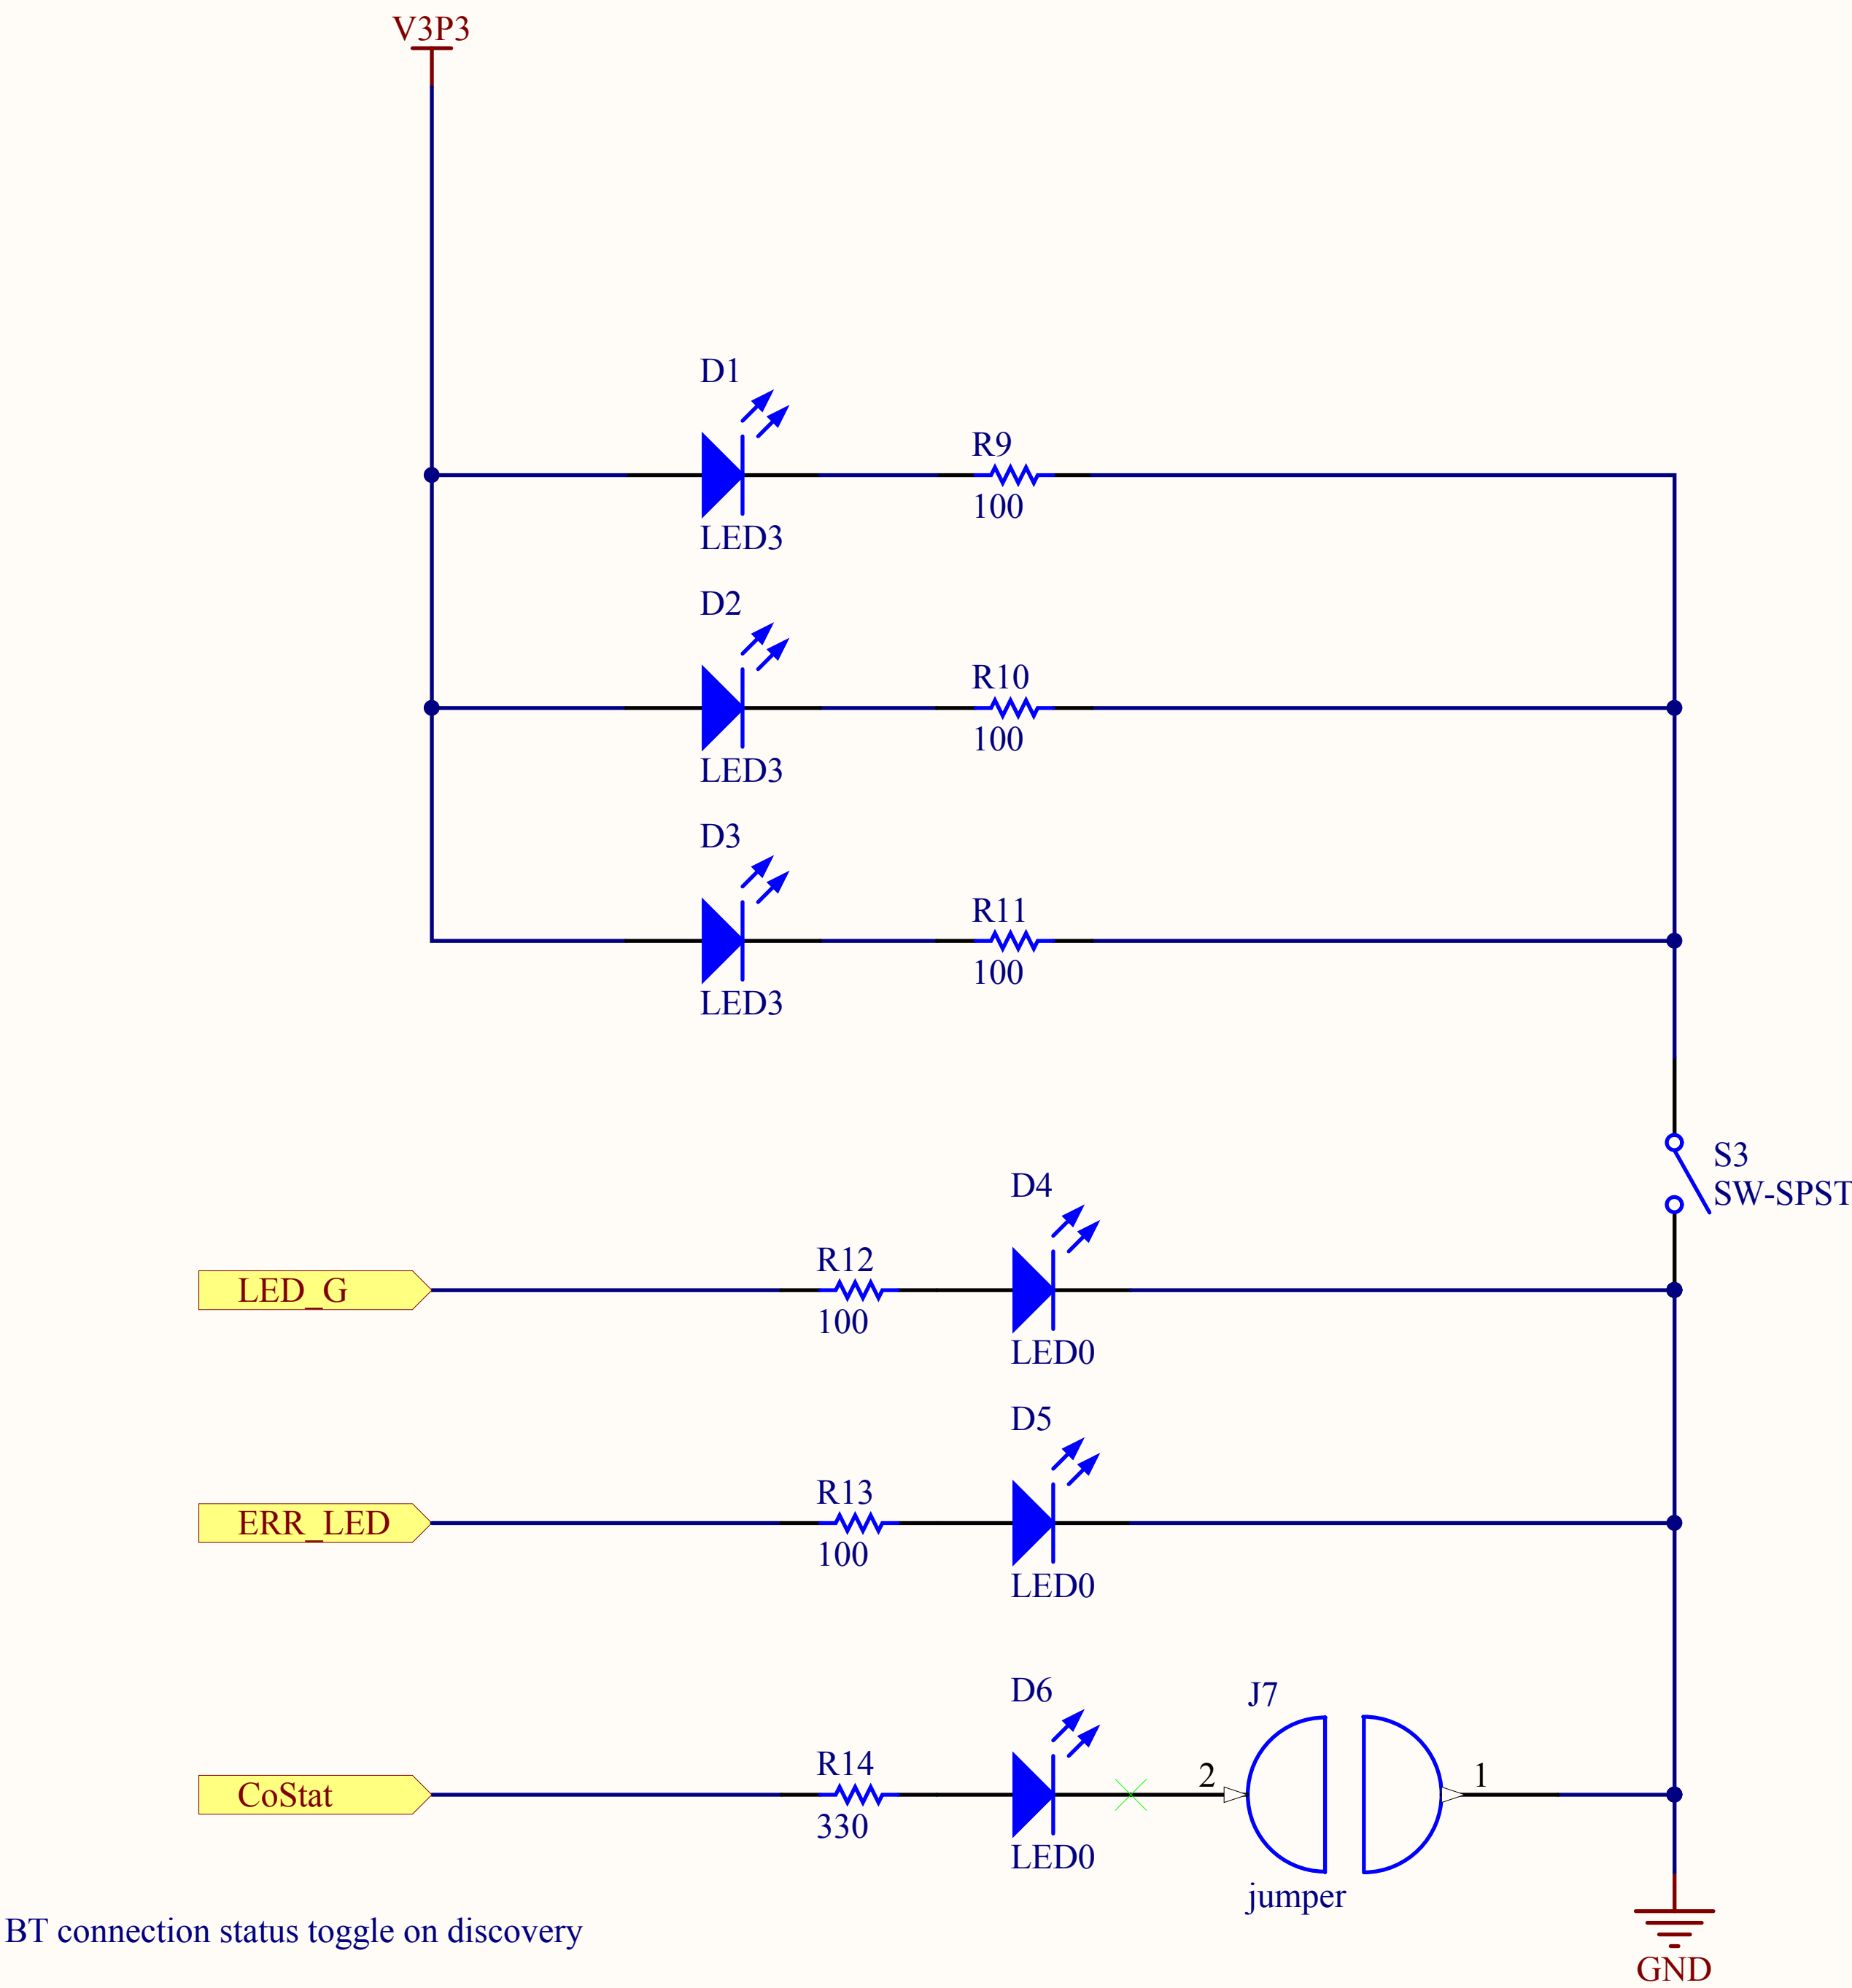 V3P3
D1
R9
100
LED3
D2
R10
100
LED3
D3
R11
100
LED3
S3
SW-SPST
D4
R12
LED_G
100
LED0
D5
R13
ERR_LED
100
LED0
D6
J7
R14
2
1
CoStat
330
LED0
jumper
BT connection status toggle on discovery
GND